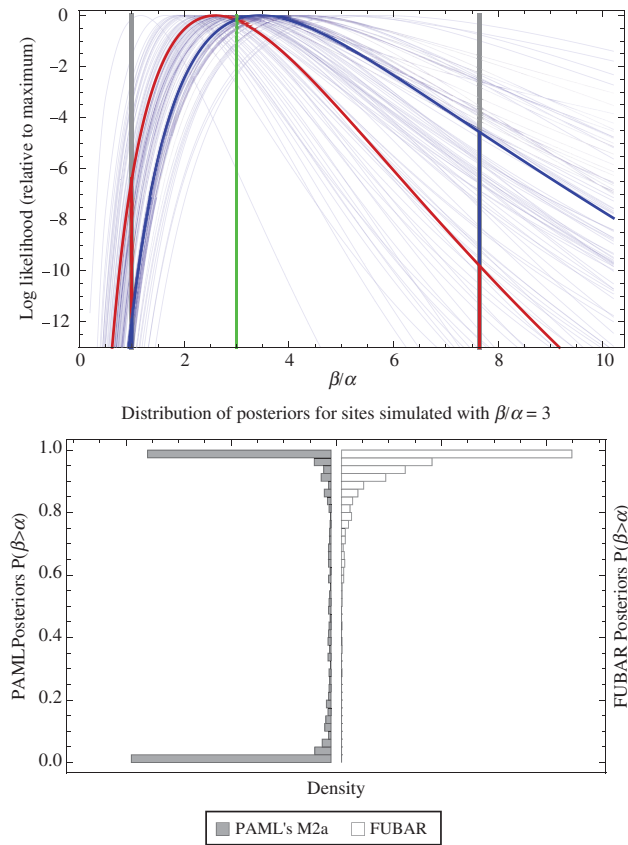 Log likelihood (relative to maximum)
0
−2
−4
−6
−8
−10
−12
0 2 4 6 8 10
β/α
Distribution of posteriors for sites simulated with β/α = 3
PAMLPosteriors P(β>α)
1.0
0.8
0.6
0.4
0.2
0.0
FUBAR Posteriors P(β>α)
Density
PAML's M2a FUBAR